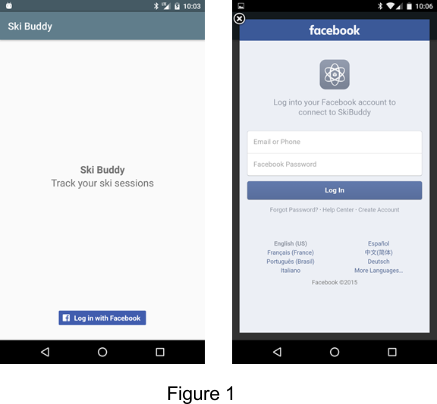 10:03
Ski Buddy
Ski Buddy
Track your ski sessions
Log in with Facebook
10:06
facebook
Log into your Facebook account to
connect to SkiBuddy
Email or Phone
Facebook Password
Log In
Forgot Password? · Help Center · Create Account
English (US)
Español
Français (France)
中文(简体)
Português (Brasil)
Deutsch
Italiano
More Languages...
Facebook ©2015
Figure 1